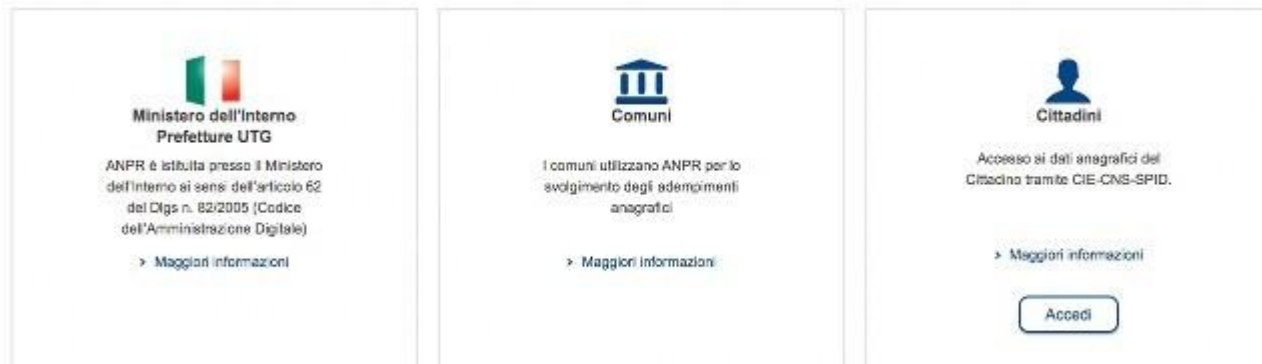 Ministero dell'Interno
Prefetture UTG
ANPR è istituita presso il Ministero
dell'Interno ai sensi dell'articolo 62
del Dlgs n. 82/2005 (Codice
dell'Amministrazione Digitale)
> Maggiori informazioni
Comuni
I comuni utilizzano ANPR per lo
svolgimento degli adempimenti
anagrafici
> Maggiori informazioni
Cittadini
Accesso ai dati anagrafici del
Cittadino tramite CIE-CNS-SPID.
> Maggiori informazioni
Accedi